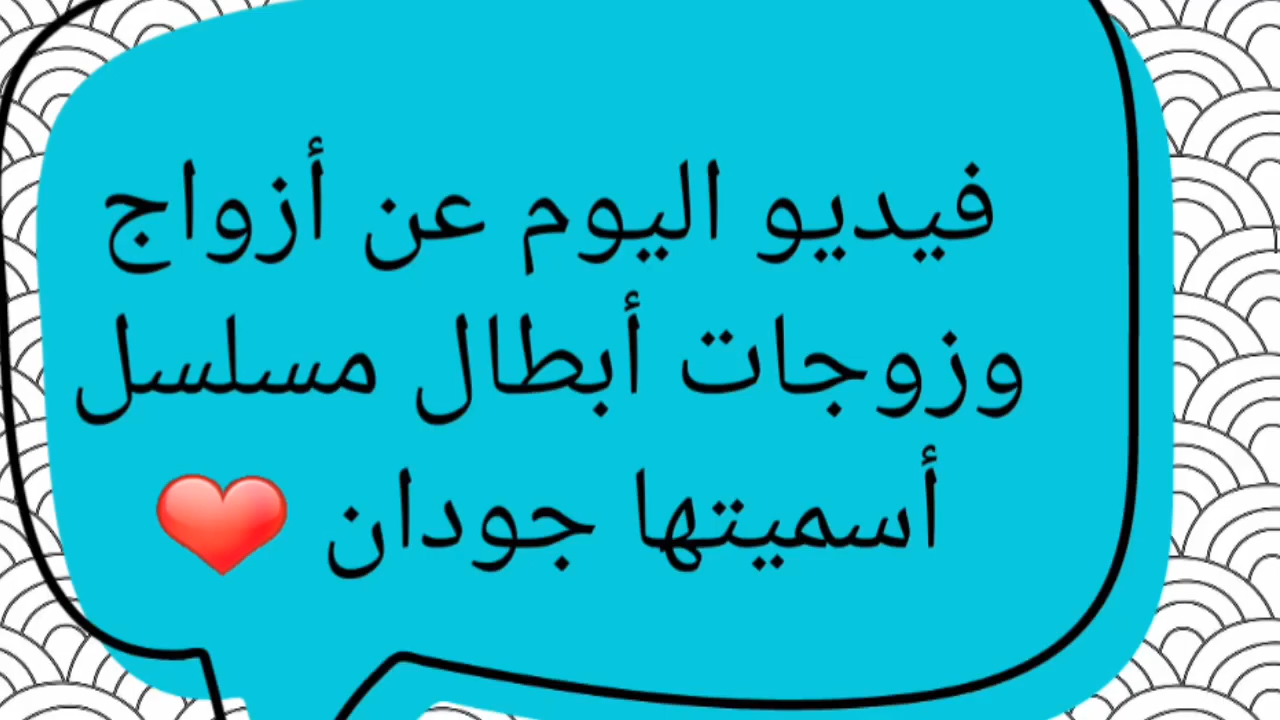 فيديو اليوم عن أزواج
وزوجات أبطال مسلسل
أسميتها جودان ❤